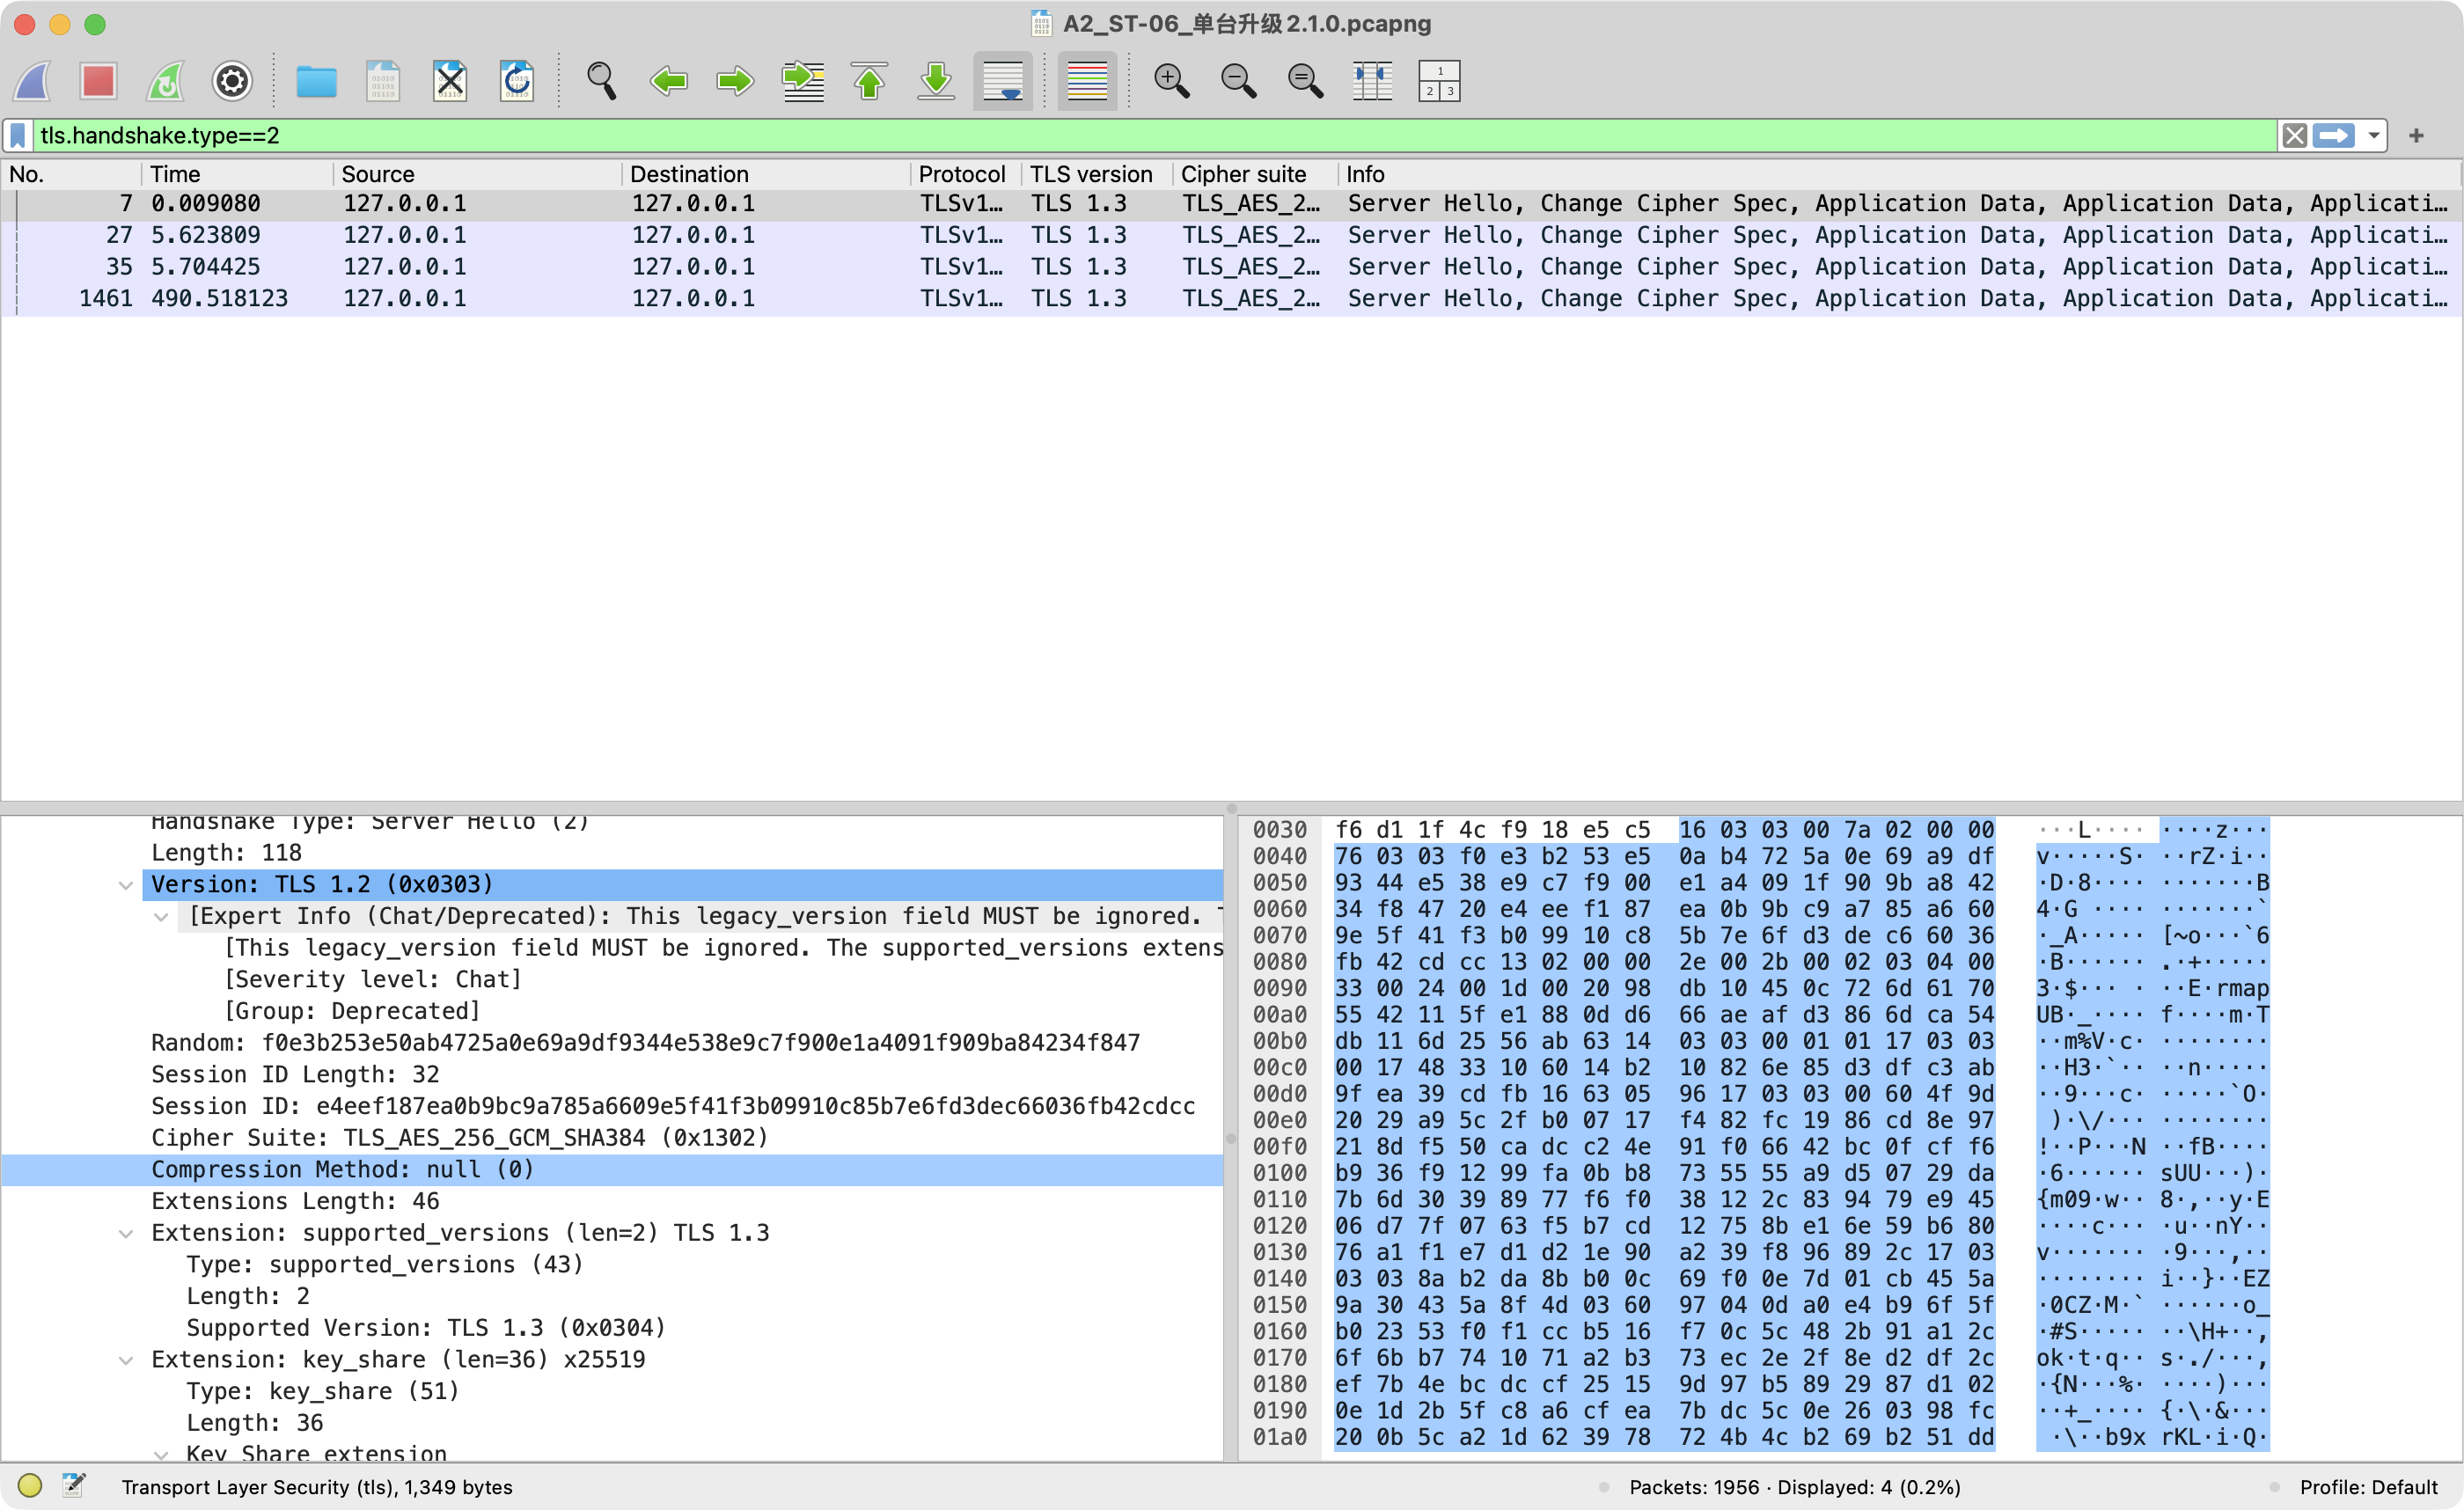 A2_ST-06_单台升级2.1.0.pcapng
tls.handshake.type==2
No. Time Source Destination Protocol TLS version Cipher suite Info
7 0.009080 127.0.0.1 127.0.0.1 TLSv1… TLS 1.3 TLS_AES_2… Server Hello, Change Cipher Spec, Application Data, Application Data, Applicati…
27 5.623809 127.0.0.1 127.0.0.1 TLSv1… TLS 1.3 TLS_AES_2… Server Hello, Change Cipher Spec, Application Data, Application Data, Applicati…
35 5.704425 127.0.0.1 127.0.0.1 TLSv1… TLS 1.3 TLS_AES_2… Server Hello, Change Cipher Spec, Application Data, Application Data, Applicati…
1461 490.518123 127.0.0.1 127.0.0.1 TLSv1… TLS 1.3 TLS_AES_2… Server Hello, Change Cipher Spec, Application Data, Application Data, Applicati…
Handshake Type: Server Hello (2)
Length: 118
Version: TLS 1.2 (0x0303)
[Expert Info (Chat/Deprecated): This legacy_version field MUST be ignored. T
[This legacy_version field MUST be ignored. The supported_versions extens
[Severity level: Chat]
[Group: Deprecated]
Random: f0e3b253e50ab4725a0e69a9df9344e538e9c7f900e1a4091f909ba84234f847
Session ID Length: 32
Session ID: e4eef187ea0b9bc9a785a6609e5f41f3b09910c85b7e6fd3dec66036fb42cdcc
Cipher Suite: TLS_AES_256_GCM_SHA384 (0x1302)
Compression Method: null (0)
Extensions Length: 46
Extension: supported_versions (len=2) TLS 1.3
Type: supported_versions (43)
Length: 2
Supported Version: TLS 1.3 (0x0304)
Extension: key_share (len=36) x25519
Type: key_share (51)
Length: 36
Key Share extension
0030 f6 d1 1f 4c f9 18 e5 c5 16 03 03 00 7a 02 00 00 ···L···· ····z···
0040 76 03 03 f0 e3 b2 53 e5 0a b4 72 5a 0e 69 a9 df v·····S· ··rZ·i··
0050 93 44 e5 38 e9 c7 f9 00 e1 a4 09 1f 90 9b a8 42 ·D·8···· ·······B
0060 34 f8 47 20 e4 ee f1 87 ea 0b 9b c9 a7 85 a6 60 4·G ···· ·······`
0070 9e 5f 41 f3 b0 99 10 c8 5b 7e 6f d3 de c6 60 36 ·_A····· [~o···`6
0080 fb 42 cd cc 13 02 00 00 2e 00 2b 00 02 03 04 00 ·B······ .·+·····
0090 33 00 24 00 1d 00 20 98 db 10 45 0c 72 6d 61 70 3·$··· · ··E·rmap
00a0 55 42 11 5f e1 88 0d d6 66 ae af d3 86 6d ca 54 UB·_···· f····m·T
00b0 db 11 6d 25 56 ab 63 14 03 03 00 01 01 17 03 03 ··m%V·c· ········
00c0 00 17 48 33 10 60 14 b2 10 82 6e 85 d3 df c3 ab ··H3·`·· ··n·····
00d0 9f ea 39 cd fb 16 63 05 96 17 03 03 00 60 4f 9d ··9···c· ·····`O·
00e0 20 29 a9 5c 2f b0 07 17 f4 82 fc 19 86 cd 8e 97 )·\/··· ········
00f0 21 8d f5 50 ca dc c2 4e 91 f0 66 42 bc 0f cf f6 !··P···N ··fB····
0100 b9 36 f9 12 99 fa 0b b8 73 55 55 a9 d5 07 29 da ·6······ sUU···)·
0110 7b 6d 30 39 89 77 f6 f0 38 12 2c 83 94 79 e9 45 {m09·w·· 8·,··y·E
0120 06 d7 7f 07 63 f5 b7 cd 12 75 8b e1 6e 59 b6 80 ····c··· ·u··nY··
0130 76 a1 f1 e7 d1 d2 1e 90 a2 39 f8 96 89 2c 17 03 v······· ·9···,··
0140 03 03 8a b2 da 8b b0 0c 69 f0 0e 7d 01 cb 45 5a ········ i··}··EZ
0150 9a 30 43 5a 8f 4d 03 60 97 04 0d a0 e4 b9 6f 5f ·0CZ·M·` ······o_
0160 b0 23 53 f0 f1 cc b5 16 f7 0c 5c 48 2b 91 a1 2c ·#S····· ··\H+··,
0170 6f 6b b7 74 10 71 a2 b3 73 ec 2e 2f 8e d2 df 2c ok·t·q·· s·./···,
0180 ef 7b 4e bc dc cf 25 15 9d 97 b5 89 29 87 d1 02 ·{N···%· ····)···
0190 0e 1d 2b 5f c8 a6 cf ea 7b dc 5c 0e 26 03 98 fc ··+_···· {·\·&···
01a0 20 0b 5c a2 1d 62 39 78 72 4b 4c b2 69 b2 51 dd ·\··b9x rKL·i·Q·
Transport Layer Security (tls), 1,349 bytes
Packets: 1956 · Displayed: 4 (0.2%)
Profile: Default